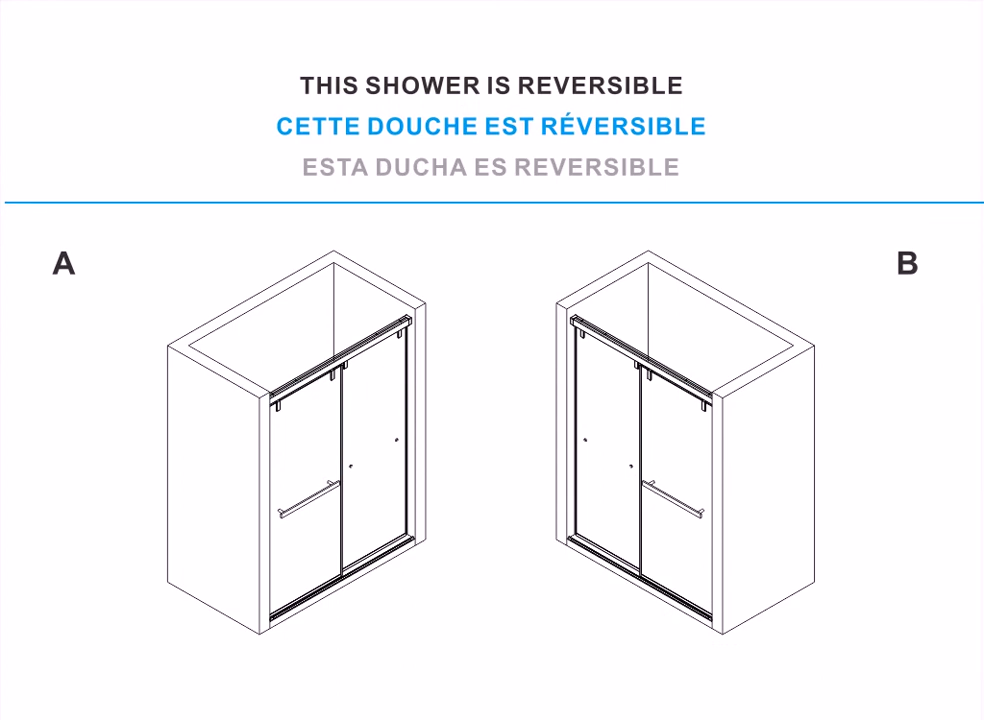 THIS SHOWER IS REVERSIBLE
CETTE DOUCHE EST RÉVERSIBLE
ESTA DUCHA ES REVERSIBLE
A
B